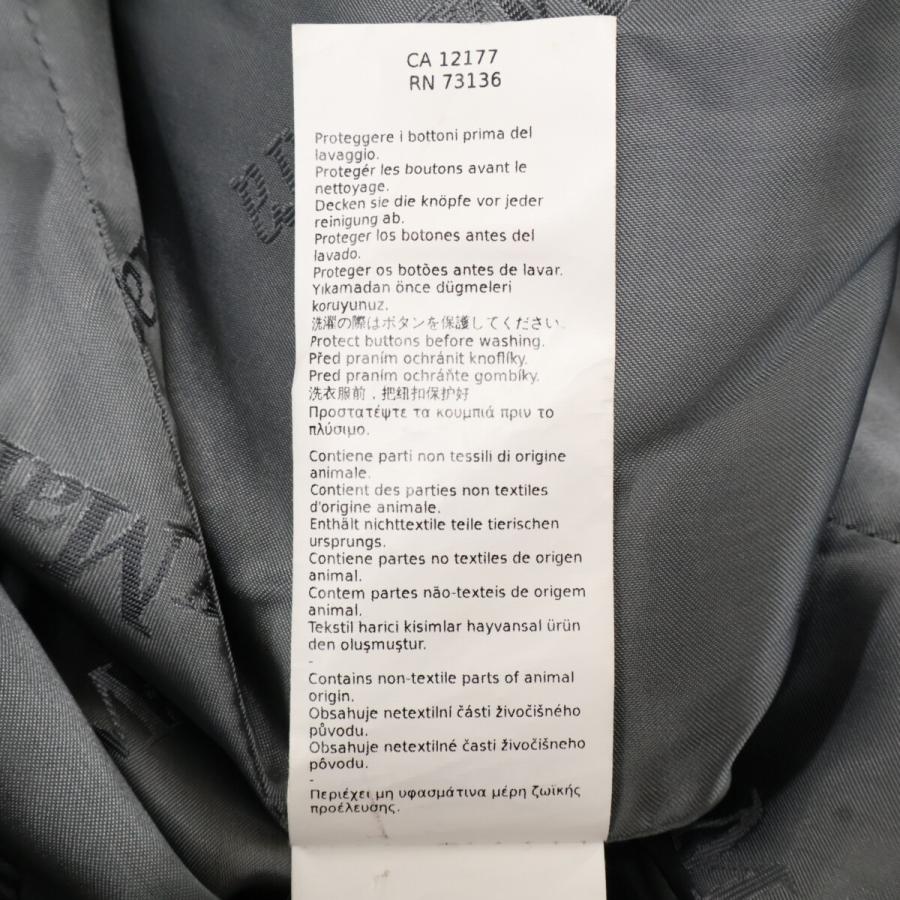 CA 12177
RN 73136
Proteggere i bottoni prima del
lavaggio.
Protegér les boutons avant le
nettoyage.
Decken sie die knöpfe vor jeder
reinigung ab.
Proteger los botones antes del
lavado.
Proteger os botões antes de lavar.
Yıkamadan önce dügmeleri
koruyunuz.
洗濯の際はボタンを保護してください。
Protect buttons before washing.
Před praním ochránit knoflíky.
Pred praním ochráňte gombíky.
洗衣服前，把纽扣保护好
Προστατέψτε τα κουμπιά πριν το
πλύσιμο.
Contiene parti non tessili di origine
animale.
Contient des parties non textiles
d'origine animale.
Enthält nichttextile teile tierischen
ursprungs.
Contiene partes no textiles de origen
animal.
Contem partes não-texteis de origem
animal.
Tekstil harici kisimlar hayvansal ürün
den oluşmuştur.
-
Contains non-textile parts of animal
origin.
Obsahuje netextilní části živočišného
původu.
Obsahuje netextilné časti živočišneho
pôvodu.
-
Περιέχει μη υφασμάτινα μέρη ζωϊκής
προέλευσης.